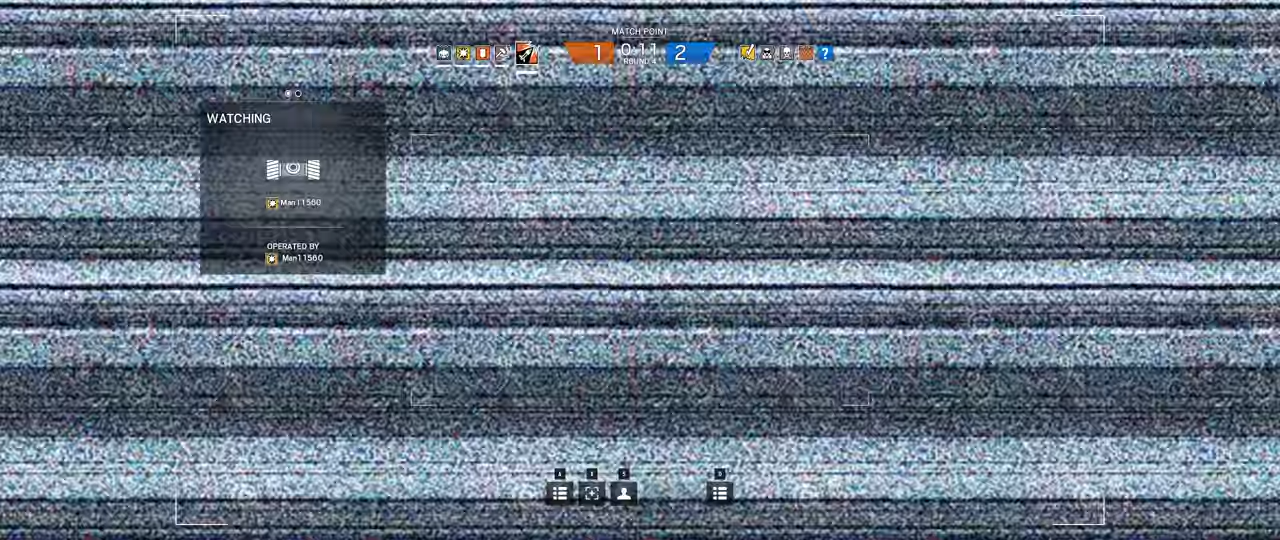 MATCH POINT
1 0:11 2
ROUND 4
?
WATCHING
Man11560
OPERATED BY
Man11560